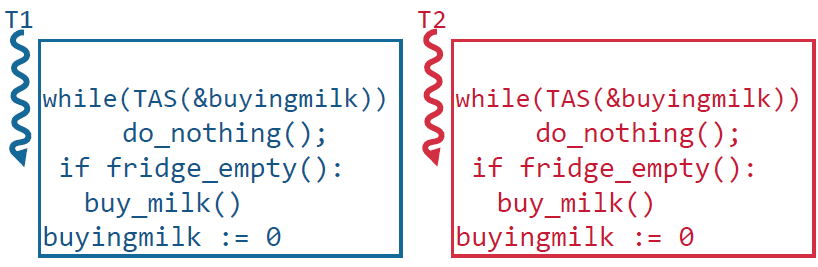 T1
while(TAS(&buyingmilk))
do_nothing();
if fridge_empty():
buy_milk()
buyingmilk := 0
T2
while(TAS(&buyingmilk))
do_nothing();
if fridge_empty():
buy_milk()
buyingmilk := 0